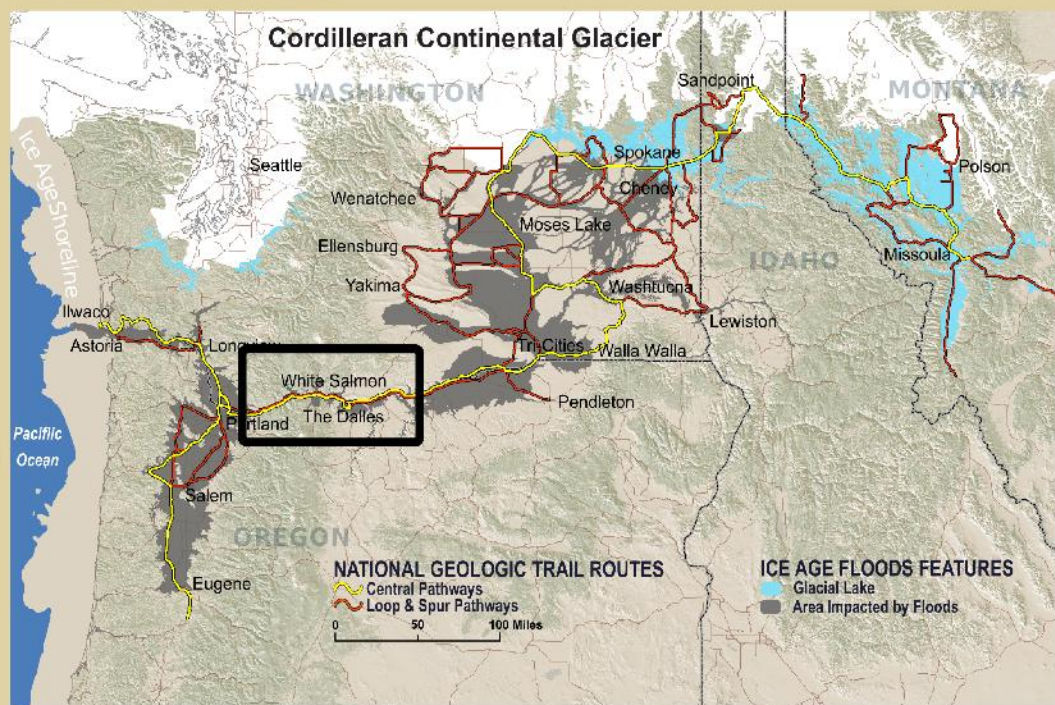 Cordilleran Continental Glacier
WASHINGTON
Sandpoint
MONTANA
Ice AgeShoreline
Seattle
Spokane
Cheney
Polson
Wenatchee
Moses Lake
Ellensburg
IDAHO
Missoula
Yakima
Washtucna
Ilwaco
Lewiston
Astoria
Longview
Tri-Cities
Walla Walla
White Salmon
The Dalles
Pendleton
Portland
Pacific
Ocean
Salem
OREGON
NATIONAL GEOLOGIC TRAIL ROUTES
Central Pathways
Loop & Spur Pathways
0 50 100 Miles
ICE AGE FLOODS FEATURES
Glacial Lake
Area Impacted by Floods
Eugene